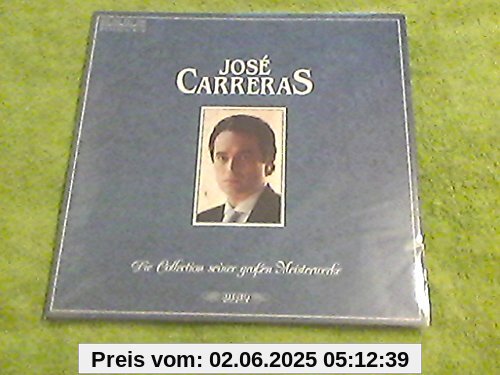 JOSÉ
CARRERAS
Die Collection seiner großen Meisterwerke
Preis vom: 02.06.2025 05:12:39